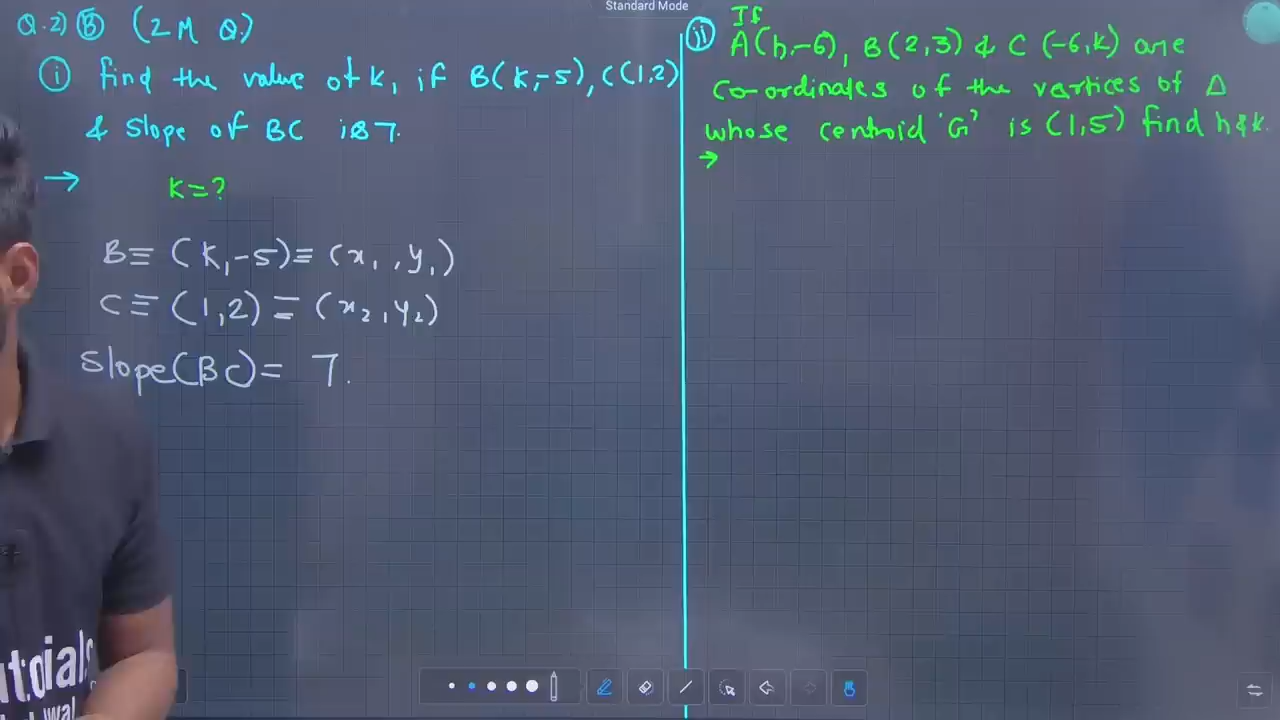 Standard Mode
Q.2) B (2 M Q.)
i find the value of k, if B(k,-5), C(1,2)
& slope of BC is 7.
→ k=?
B≡ (k,-5)≡ (x₁, y₁)
C≡ (1,2) ≡ (x₂, y₂)
Slope(BC)= 7.
ii If
A(h,-6), B(2,3) & C (-6,k) are
co-ordinates of the vertices of Δ
whose centroid 'G' is (1,5) find h&k.
→